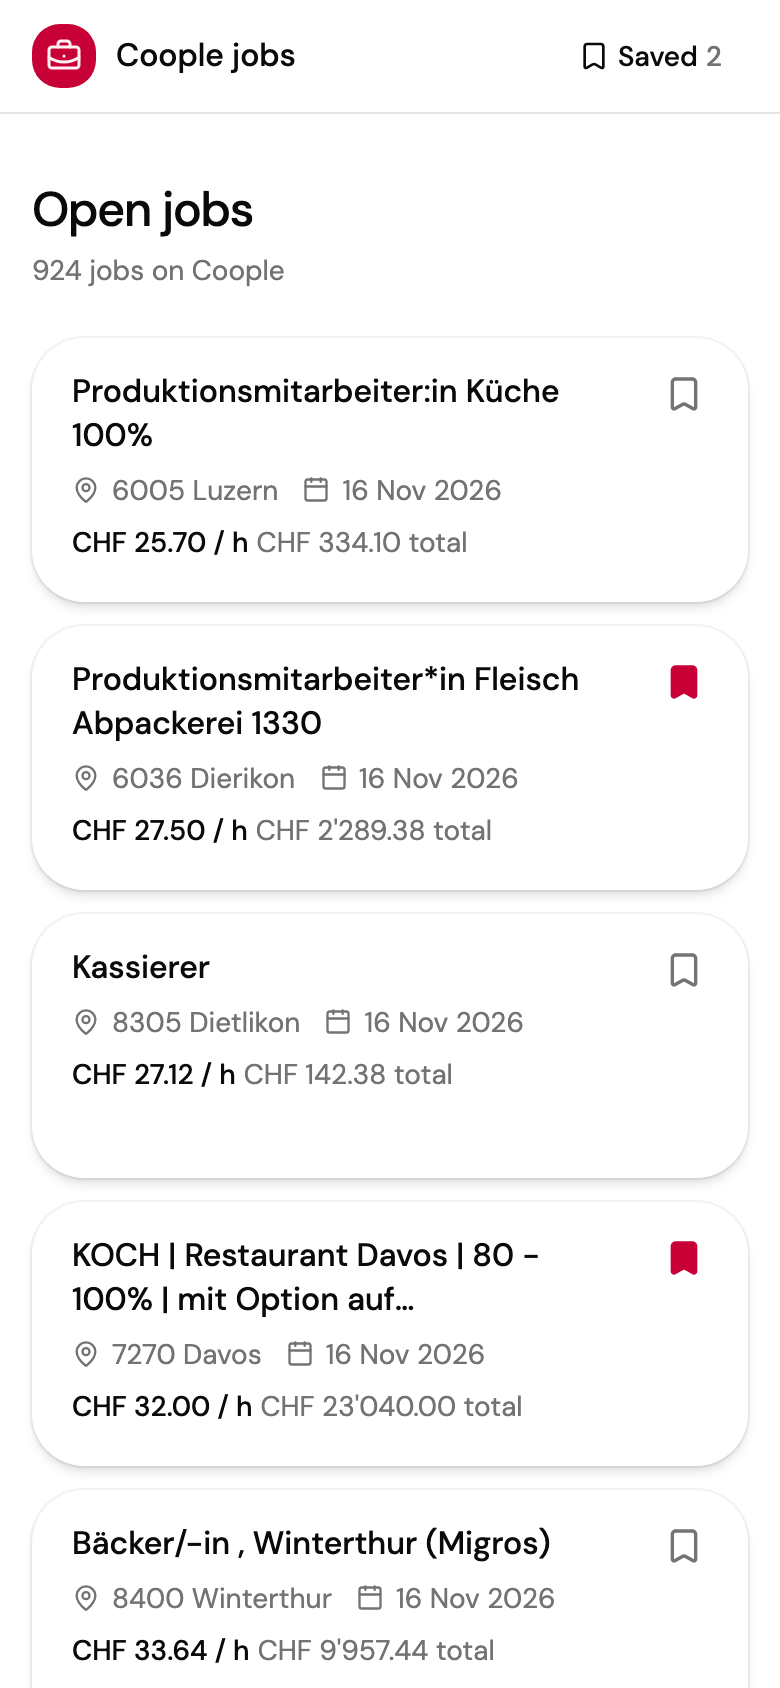 Coople jobs
Saved 2
Open jobs
924 jobs on Coople
Produktionsmitarbeiter:in Küche
100%
6005 Luzern 16 Nov 2026
CHF 25.70 / h CHF 334.10 total
Produktionsmitarbeiter*in Fleisch
Abpackerei 1330
6036 Dierikon 16 Nov 2026
CHF 27.50 / h CHF 2'289.38 total
Kassierer
8305 Dietlikon 16 Nov 2026
CHF 27.12 / h CHF 142.38 total
KOCH | Restaurant Davos | 80 -
100% | mit Option auf...
7270 Davos 16 Nov 2026
CHF 32.00 / h CHF 23'040.00 total
Bäcker/-in , Winterthur (Migros)
8400 Winterthur 16 Nov 2026
CHF 33.64 / h CHF 9'957.44 total